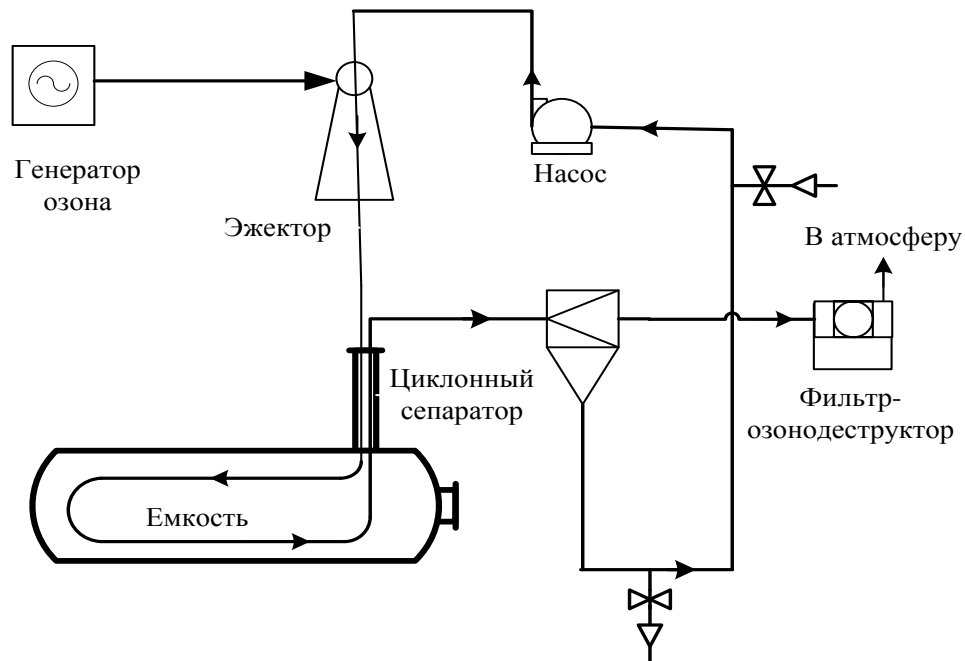 Генератор
озона
Эжектор
Насос
В атмосферу
Циклонный
сепаратор
Фильтр-
озонодеструктор
Емкость